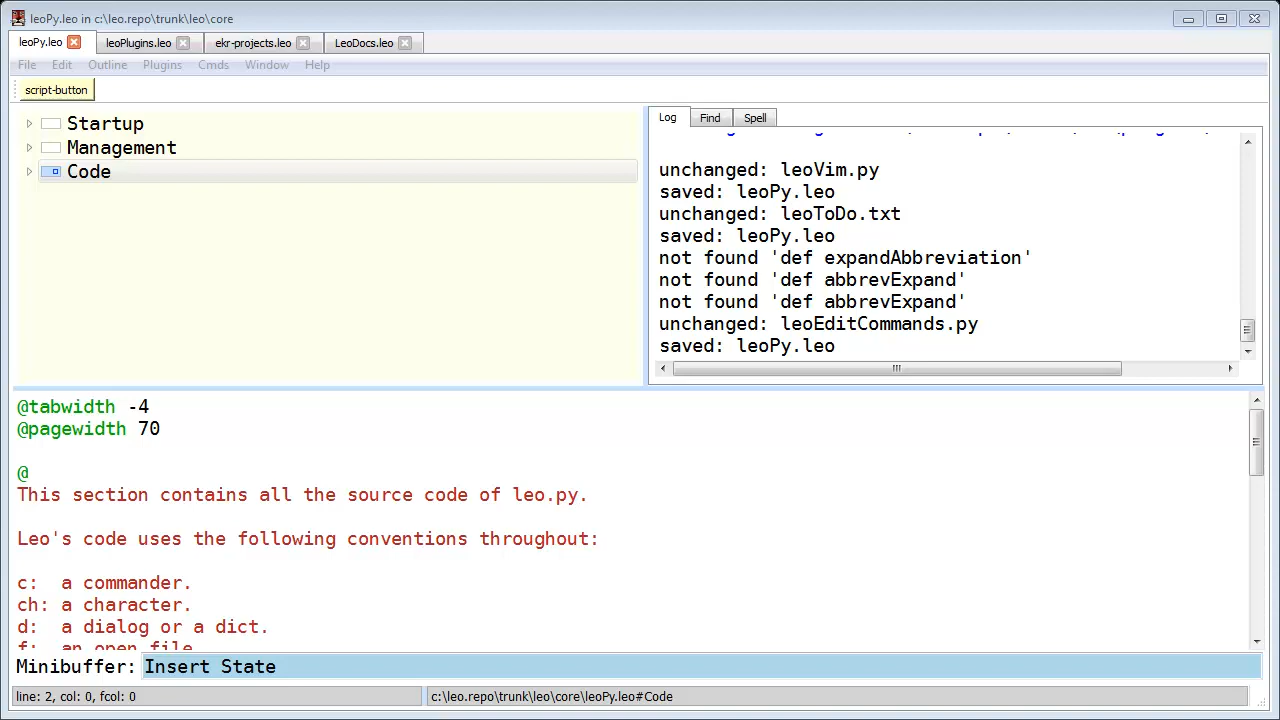 leoPy.leo in c:\leo.repo\trunk\leo\core
leoPy.leo leoPlugins.leo ekr-projects.leo LeoDocs.leo
File Edit Outline Plugins Cmds Window Help
script-button
Startup
Management
Code
Log Find Spell
unchanged: leoVim.py
saved: leoPy.leo
unchanged: leoToDo.txt
saved: leoPy.leo
not found 'def expandAbbreviation'
not found 'def abbrevExpand'
not found 'def abbrevExpand'
unchanged: leoEditCommands.py
saved: leoPy.leo
@tabwidth -4
@pagewidth 70
@
This section contains all the source code of leo.py.
Leo's code uses the following conventions throughout:
c:  a commander.
ch: a character.
d:  a dialog or a dict.
f:  an open file.
Minibuffer: Insert State
line: 2, col: 0, fcol: 0
c:\leo.repo\trunk\leo\core\leoPy.leo#Code